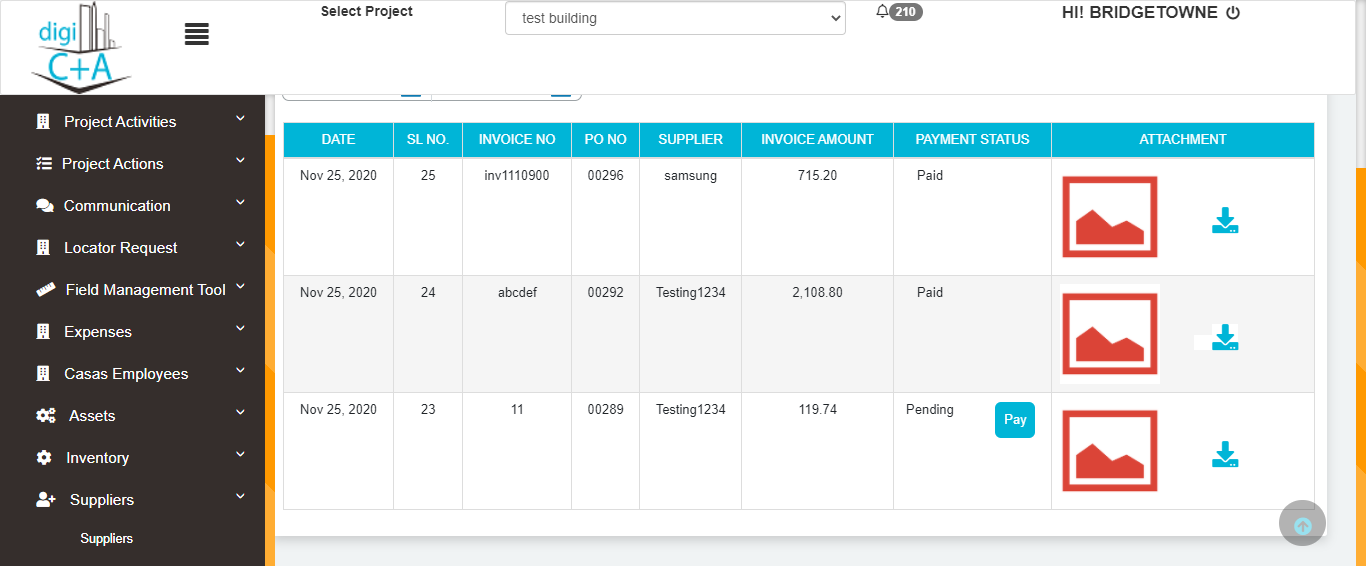 digi
C+A
Select Project
test building
210
HI! BRIDGETOWNE
Project Activities
Project Actions
Communication
Locator Request
Field Management Tool
Expenses
Casas Employees
Assets
Inventory
Suppliers
Suppliers
DATE SL NO. INVOICE NO PO NO SUPPLIER INVOICE AMOUNT PAYMENT STATUS ATTACHMENT
Nov 25, 2020 25 inv1110900 00296 samsung 715.20 Paid
Nov 25, 2020 24 abcdef 00292 Testing1234 2,108.80 Paid
Nov 25, 2020 23 11 00289 Testing1234 119.74 Pending Pay